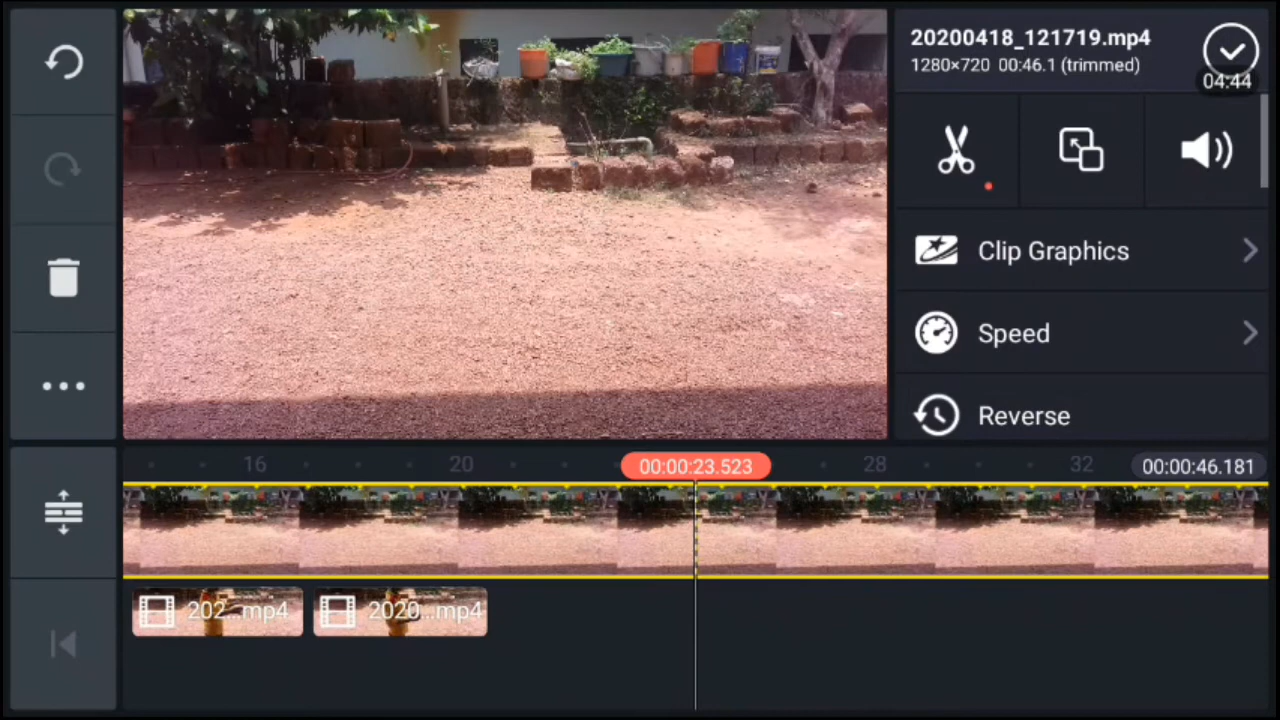 20200418_121719.mp4
1280×720 00:46.1 (trimmed)
04:44
Clip Graphics
Speed
Reverse
16 20 00:00:23.523 28 32 00:00:46.181
202...mp4 2020...mp4